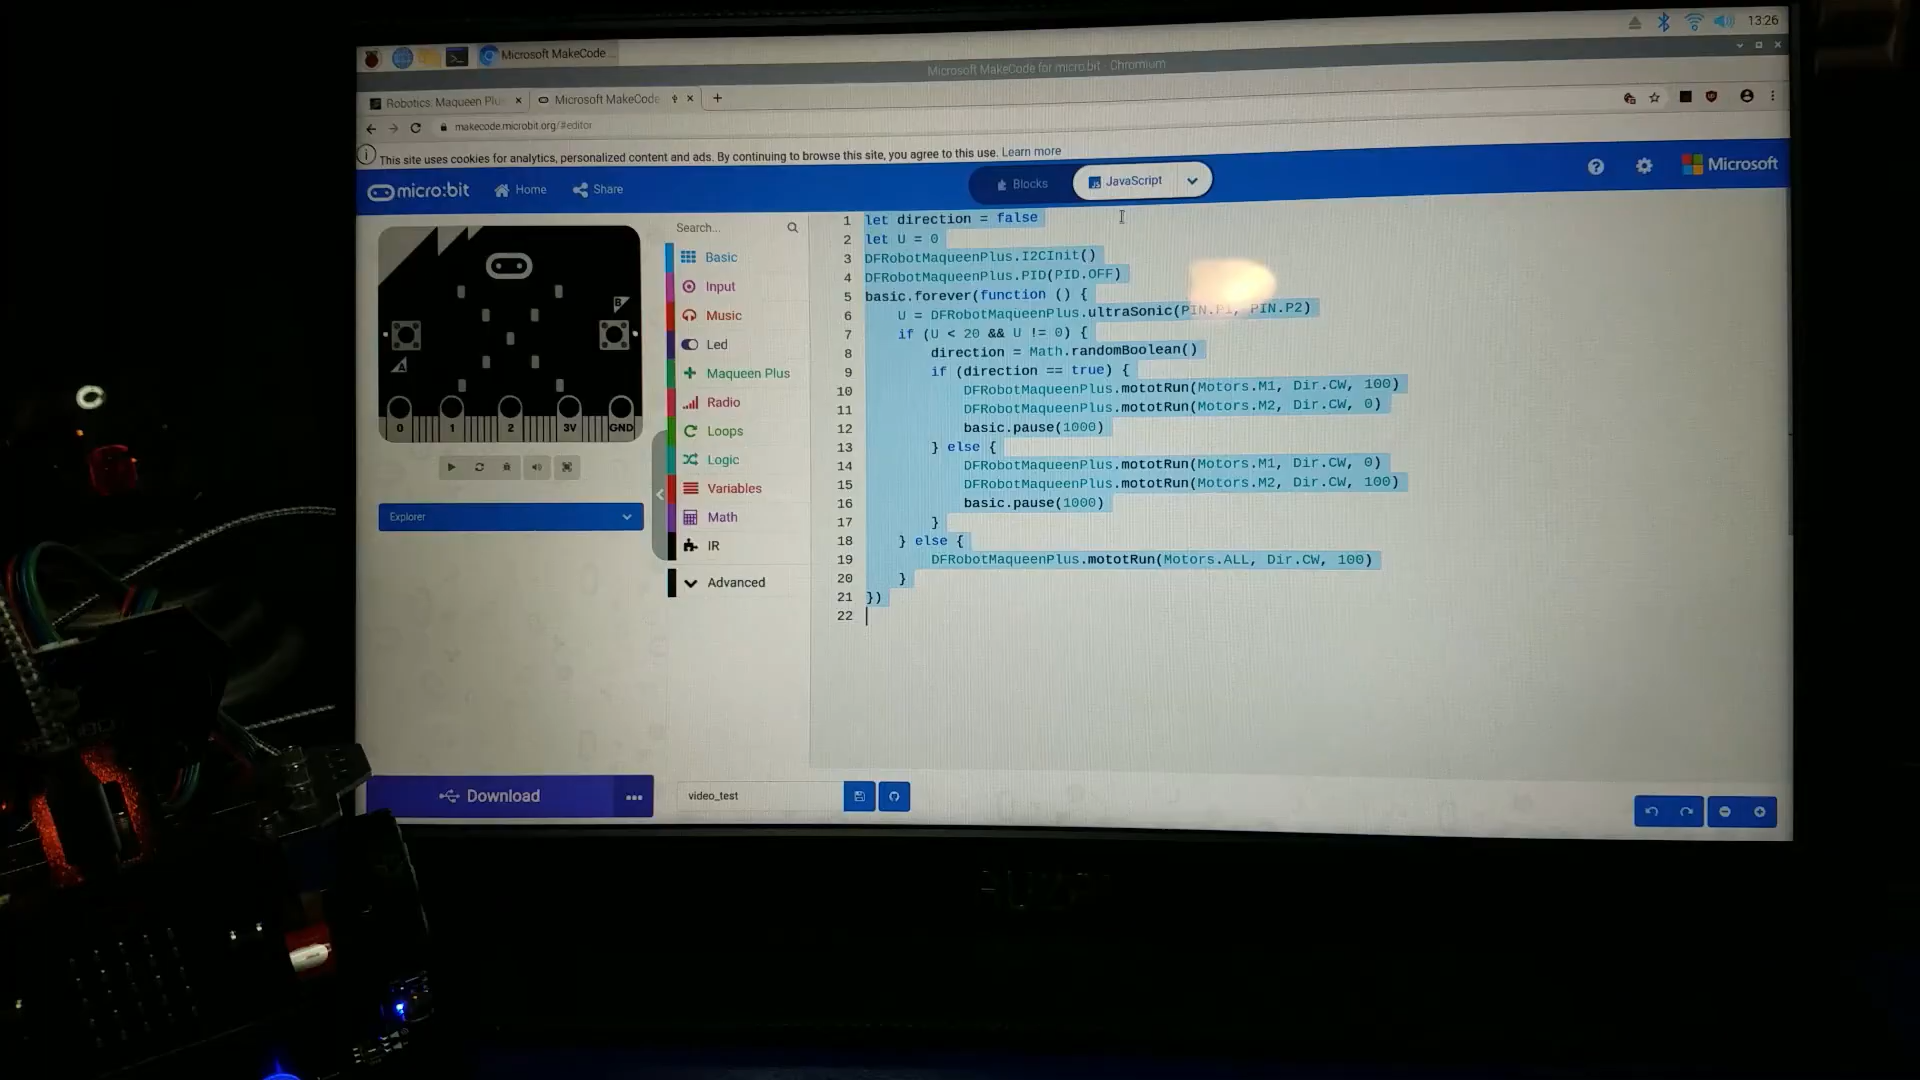 13:26
Microsoft MakeCode ...
Microsoft MakeCode for micro:bit - Chromium
Robotics: Maqueen Plu
Microsoft MakeCode
makecode.microbit.org/#editor
This site uses cookies for analytics, personalized content and ads. By continuing to browse this site, you agree to this use. Learn more
micro:bit
Home
Share
Blocks
JavaScript
Microsoft
A
B
0
1
2
3V
GND
Explorer
Search...
Basic
Input
Music
Led
Maqueen Plus
Radio
Loops
Logic
Variables
Math
IR
Advanced
1 let direction = false
2 let U = 0
3 DFRobotMaqueenPlus.I2CInit()
4 DFRobotMaqueenPlus.PID(PID.OFF)
5 basic.forever(function () {
6 U = DFRobotMaqueenPlus.ultraSonic(PIN.P1, PIN.P2)
7 if (U < 20 && U != 0) {
8 direction = Math.randomBoolean()
9 if (direction == true) {
10 DFRobotMaqueenPlus.mototRun(Motors.M1, Dir.CW, 100)
11 DFRobotMaqueenPlus.mototRun(Motors.M2, Dir.CW, 0)
12 basic.pause(1000)
13 } else {
14 DFRobotMaqueenPlus.mototRun(Motors.M1, Dir.CW, 0)
15 DFRobotMaqueenPlus.mototRun(Motors.M2, Dir.CW, 100)
16 basic.pause(1000)
17 }
18 } else {
19 DFRobotMaqueenPlus.mototRun(Motors.ALL, Dir.CW, 100)
20 }
21 })
22
Download
video_test